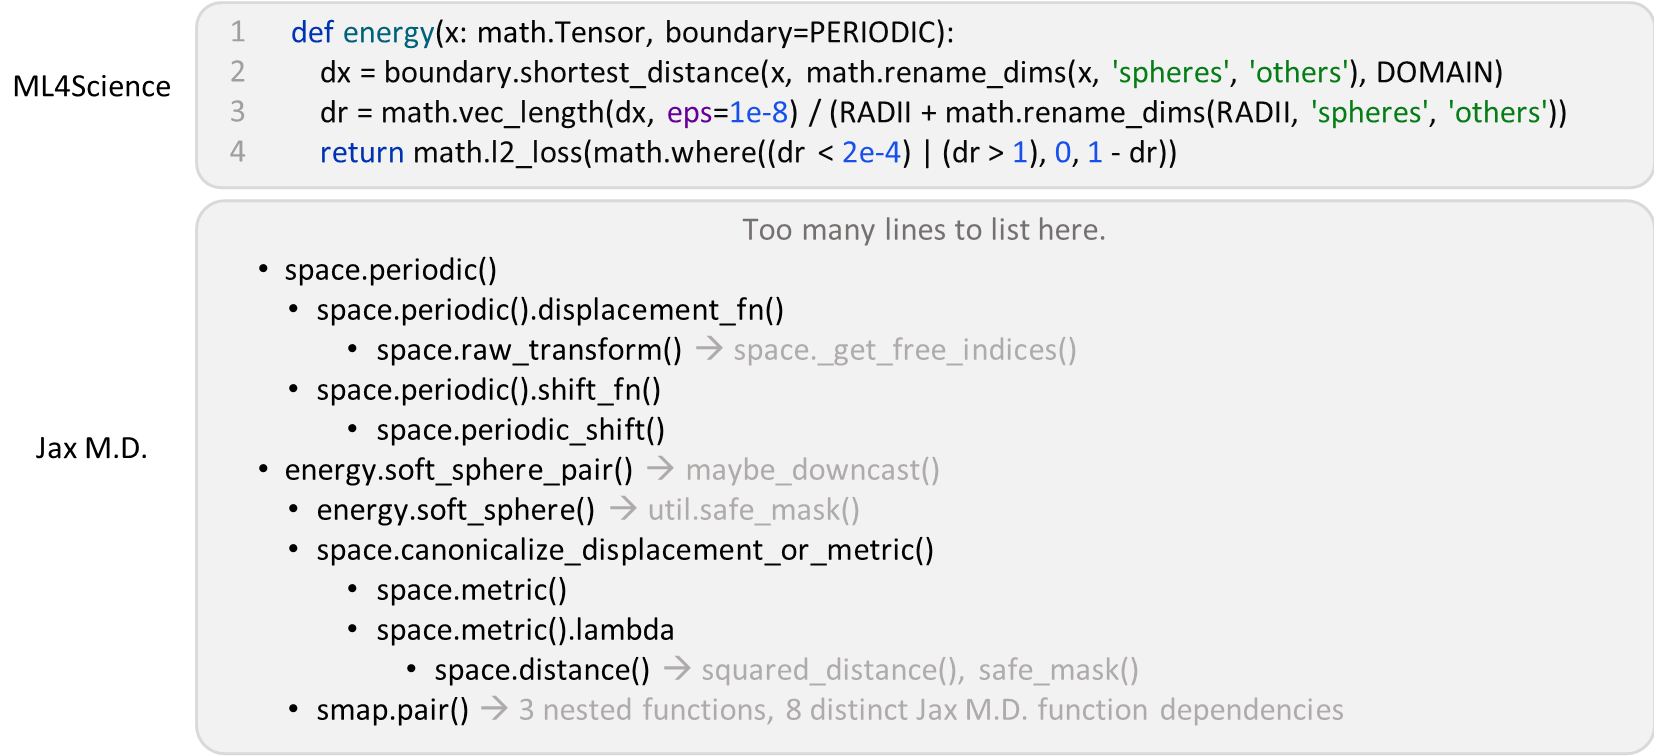 ML4Science
1 def energy(x: math.Tensor, boundary=PERIODIC):
2 dx = boundary.shortest_distance(x, math.rename_dims(x, 'spheres', 'others'), DOMAIN)
3 dr = math.vec_length(dx, eps=1e-8) / (RADII + math.rename_dims(RADII, 'spheres', 'others'))
4 return math.l2_loss(math.where((dr < 2e-4) | (dr > 1), 0, 1 - dr))
Jax M.D.
Too many lines to list here.
• space.periodic()
• space.periodic().displacement_fn()
• space.raw_transform() → space._get_free_indices()
• space.periodic().shift_fn()
• space.periodic_shift()
• energy.soft_sphere_pair() → maybe_downcast()
• energy.soft_sphere() → util.safe_mask()
• space.canonicalize_displacement_or_metric()
• space.metric()
• space.metric().lambda
• space.distance() → squared_distance(), safe_mask()
• smap.pair() → 3 nested functions, 8 distinct Jax M.D. function dependencies